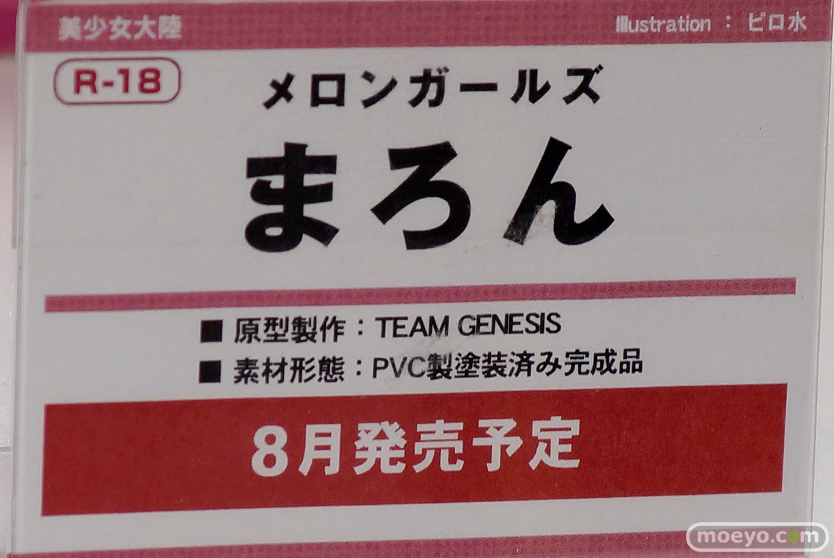 美少女大陸
Illustration : ピロ水
R-18
メロンガールズ
まろん
■ 原型製作：TEAM GENESIS
■ 素材形態：PVC製塗装済み完成品
8月発売予定
moeyo.com